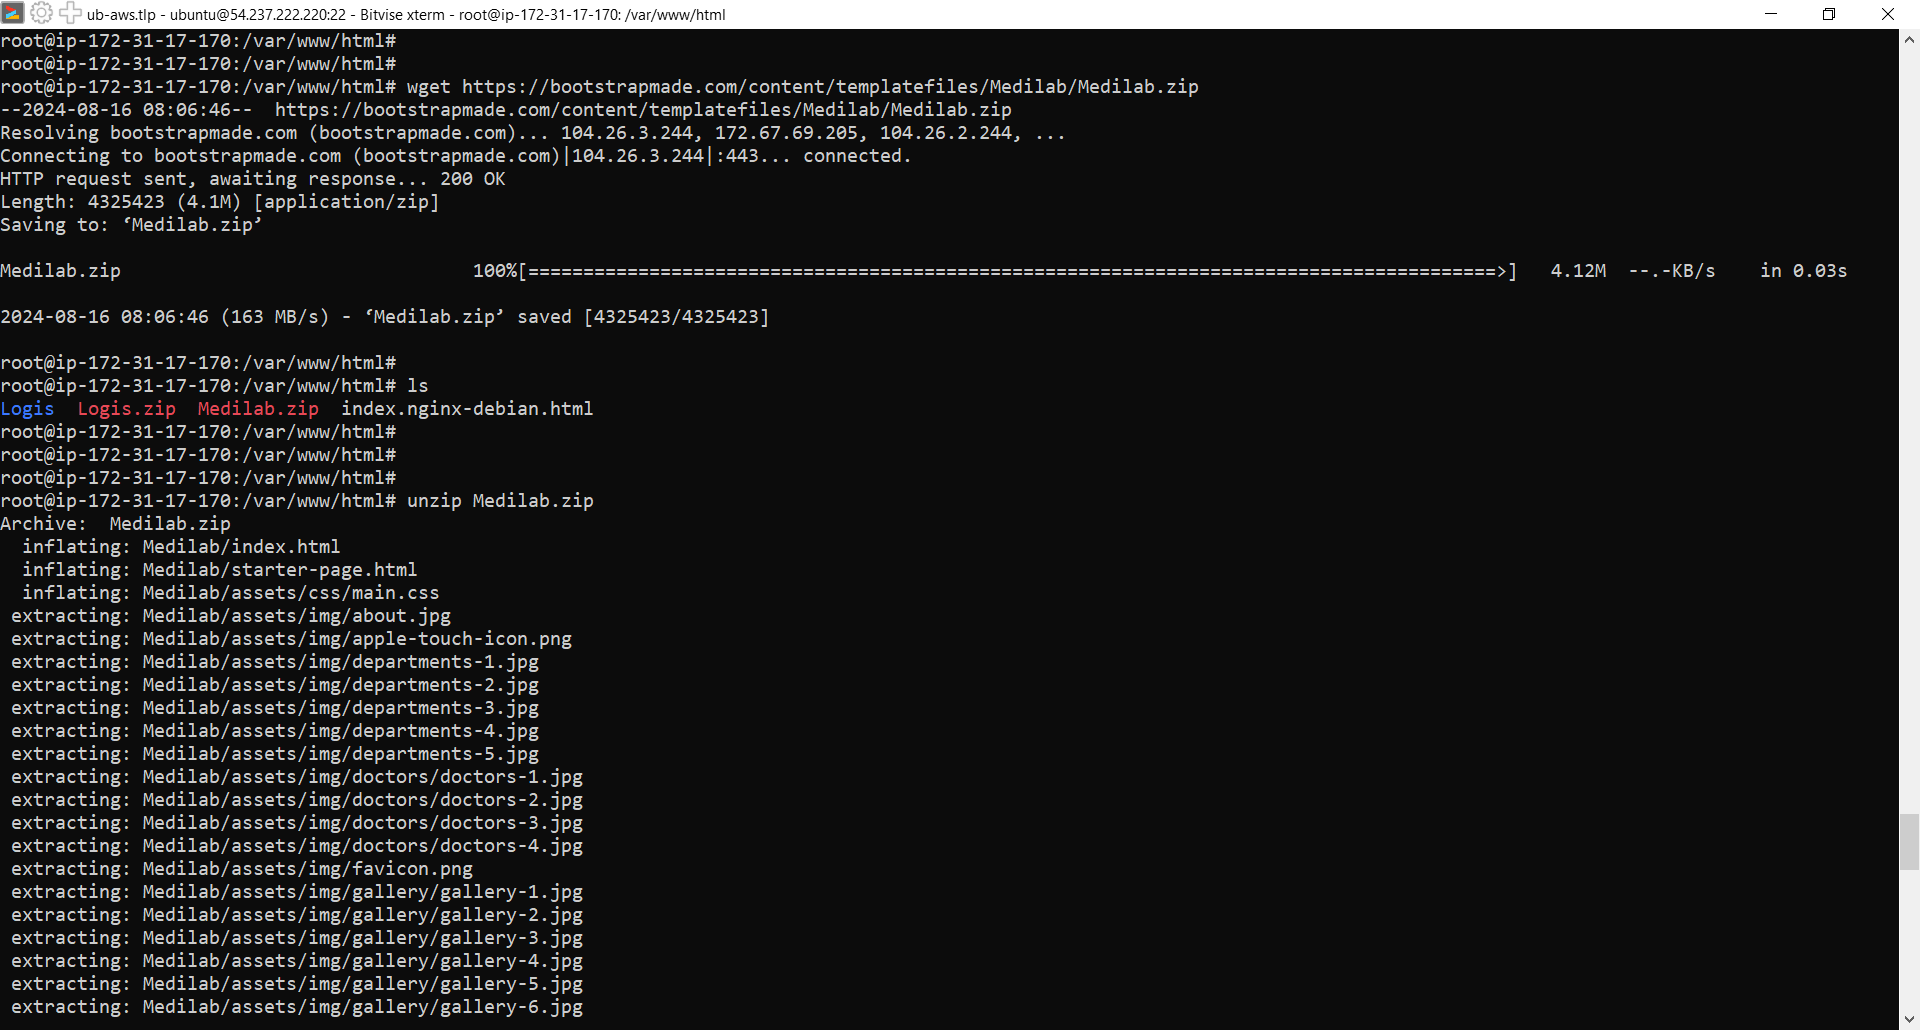 ub-aws.tlp - ubuntu@54.237.222.220:22 - Bitvise xterm - root@ip-172-31-17-170: /var/www/html
root@ip-172-31-17-170:/var/www/html#
root@ip-172-31-17-170:/var/www/html#
root@ip-172-31-17-170:/var/www/html# wget https://bootstrapmade.com/content/templatefiles/Medilab/Medilab.zip
--2024-08-16 08:06:46--  https://bootstrapmade.com/content/templatefiles/Medilab/Medilab.zip
Resolving bootstrapmade.com (bootstrapmade.com)... 104.26.3.244, 172.67.69.205, 104.26.2.244, ...
Connecting to bootstrapmade.com (bootstrapmade.com)|104.26.3.244|:443... connected.
HTTP request sent, awaiting response... 200 OK
Length: 4325423 (4.1M) [application/zip]
Saving to: ‘Medilab.zip’
Medilab.zip 100%[========================================================================================>] 4.12M --.-KB/s in 0.03s
2024-08-16 08:06:46 (163 MB/s) - ‘Medilab.zip’ saved [4325423/4325423]
root@ip-172-31-17-170:/var/www/html#
root@ip-172-31-17-170:/var/www/html# ls
Logis  Logis.zip  Medilab.zip  index.nginx-debian.html
root@ip-172-31-17-170:/var/www/html#
root@ip-172-31-17-170:/var/www/html#
root@ip-172-31-17-170:/var/www/html#
root@ip-172-31-17-170:/var/www/html# unzip Medilab.zip
Archive:  Medilab.zip
  inflating: Medilab/index.html
  inflating: Medilab/starter-page.html
  inflating: Medilab/assets/css/main.css
 extracting: Medilab/assets/img/about.jpg
 extracting: Medilab/assets/img/apple-touch-icon.png
 extracting: Medilab/assets/img/departments-1.jpg
 extracting: Medilab/assets/img/departments-2.jpg
 extracting: Medilab/assets/img/departments-3.jpg
 extracting: Medilab/assets/img/departments-4.jpg
 extracting: Medilab/assets/img/departments-5.jpg
 extracting: Medilab/assets/img/doctors/doctors-1.jpg
 extracting: Medilab/assets/img/doctors/doctors-2.jpg
 extracting: Medilab/assets/img/doctors/doctors-3.jpg
 extracting: Medilab/assets/img/doctors/doctors-4.jpg
 extracting: Medilab/assets/img/favicon.png
 extracting: Medilab/assets/img/gallery/gallery-1.jpg
 extracting: Medilab/assets/img/gallery/gallery-2.jpg
 extracting: Medilab/assets/img/gallery/gallery-3.jpg
 extracting: Medilab/assets/img/gallery/gallery-4.jpg
 extracting: Medilab/assets/img/gallery/gallery-5.jpg
 extracting: Medilab/assets/img/gallery/gallery-6.jpg